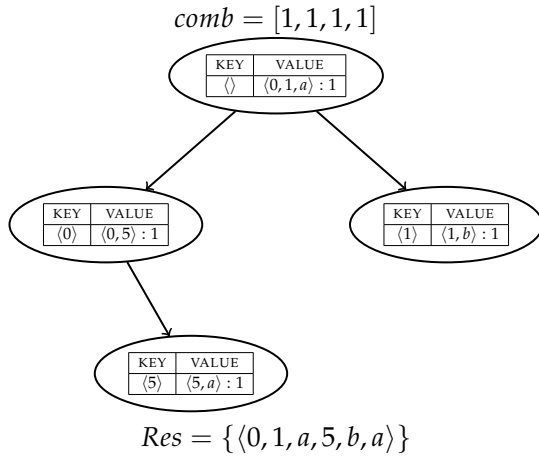 comb = [1, 1, 1, 1]
KEY VALUE
⟨⟩ ⟨0, 1, a⟩ : 1
KEY VALUE
⟨0⟩ ⟨0, 5⟩ : 1
KEY VALUE
⟨1⟩ ⟨1, b⟩ : 1
KEY VALUE
⟨5⟩ ⟨5, a⟩ : 1
Res = {⟨0, 1, a, 5, b, a⟩}